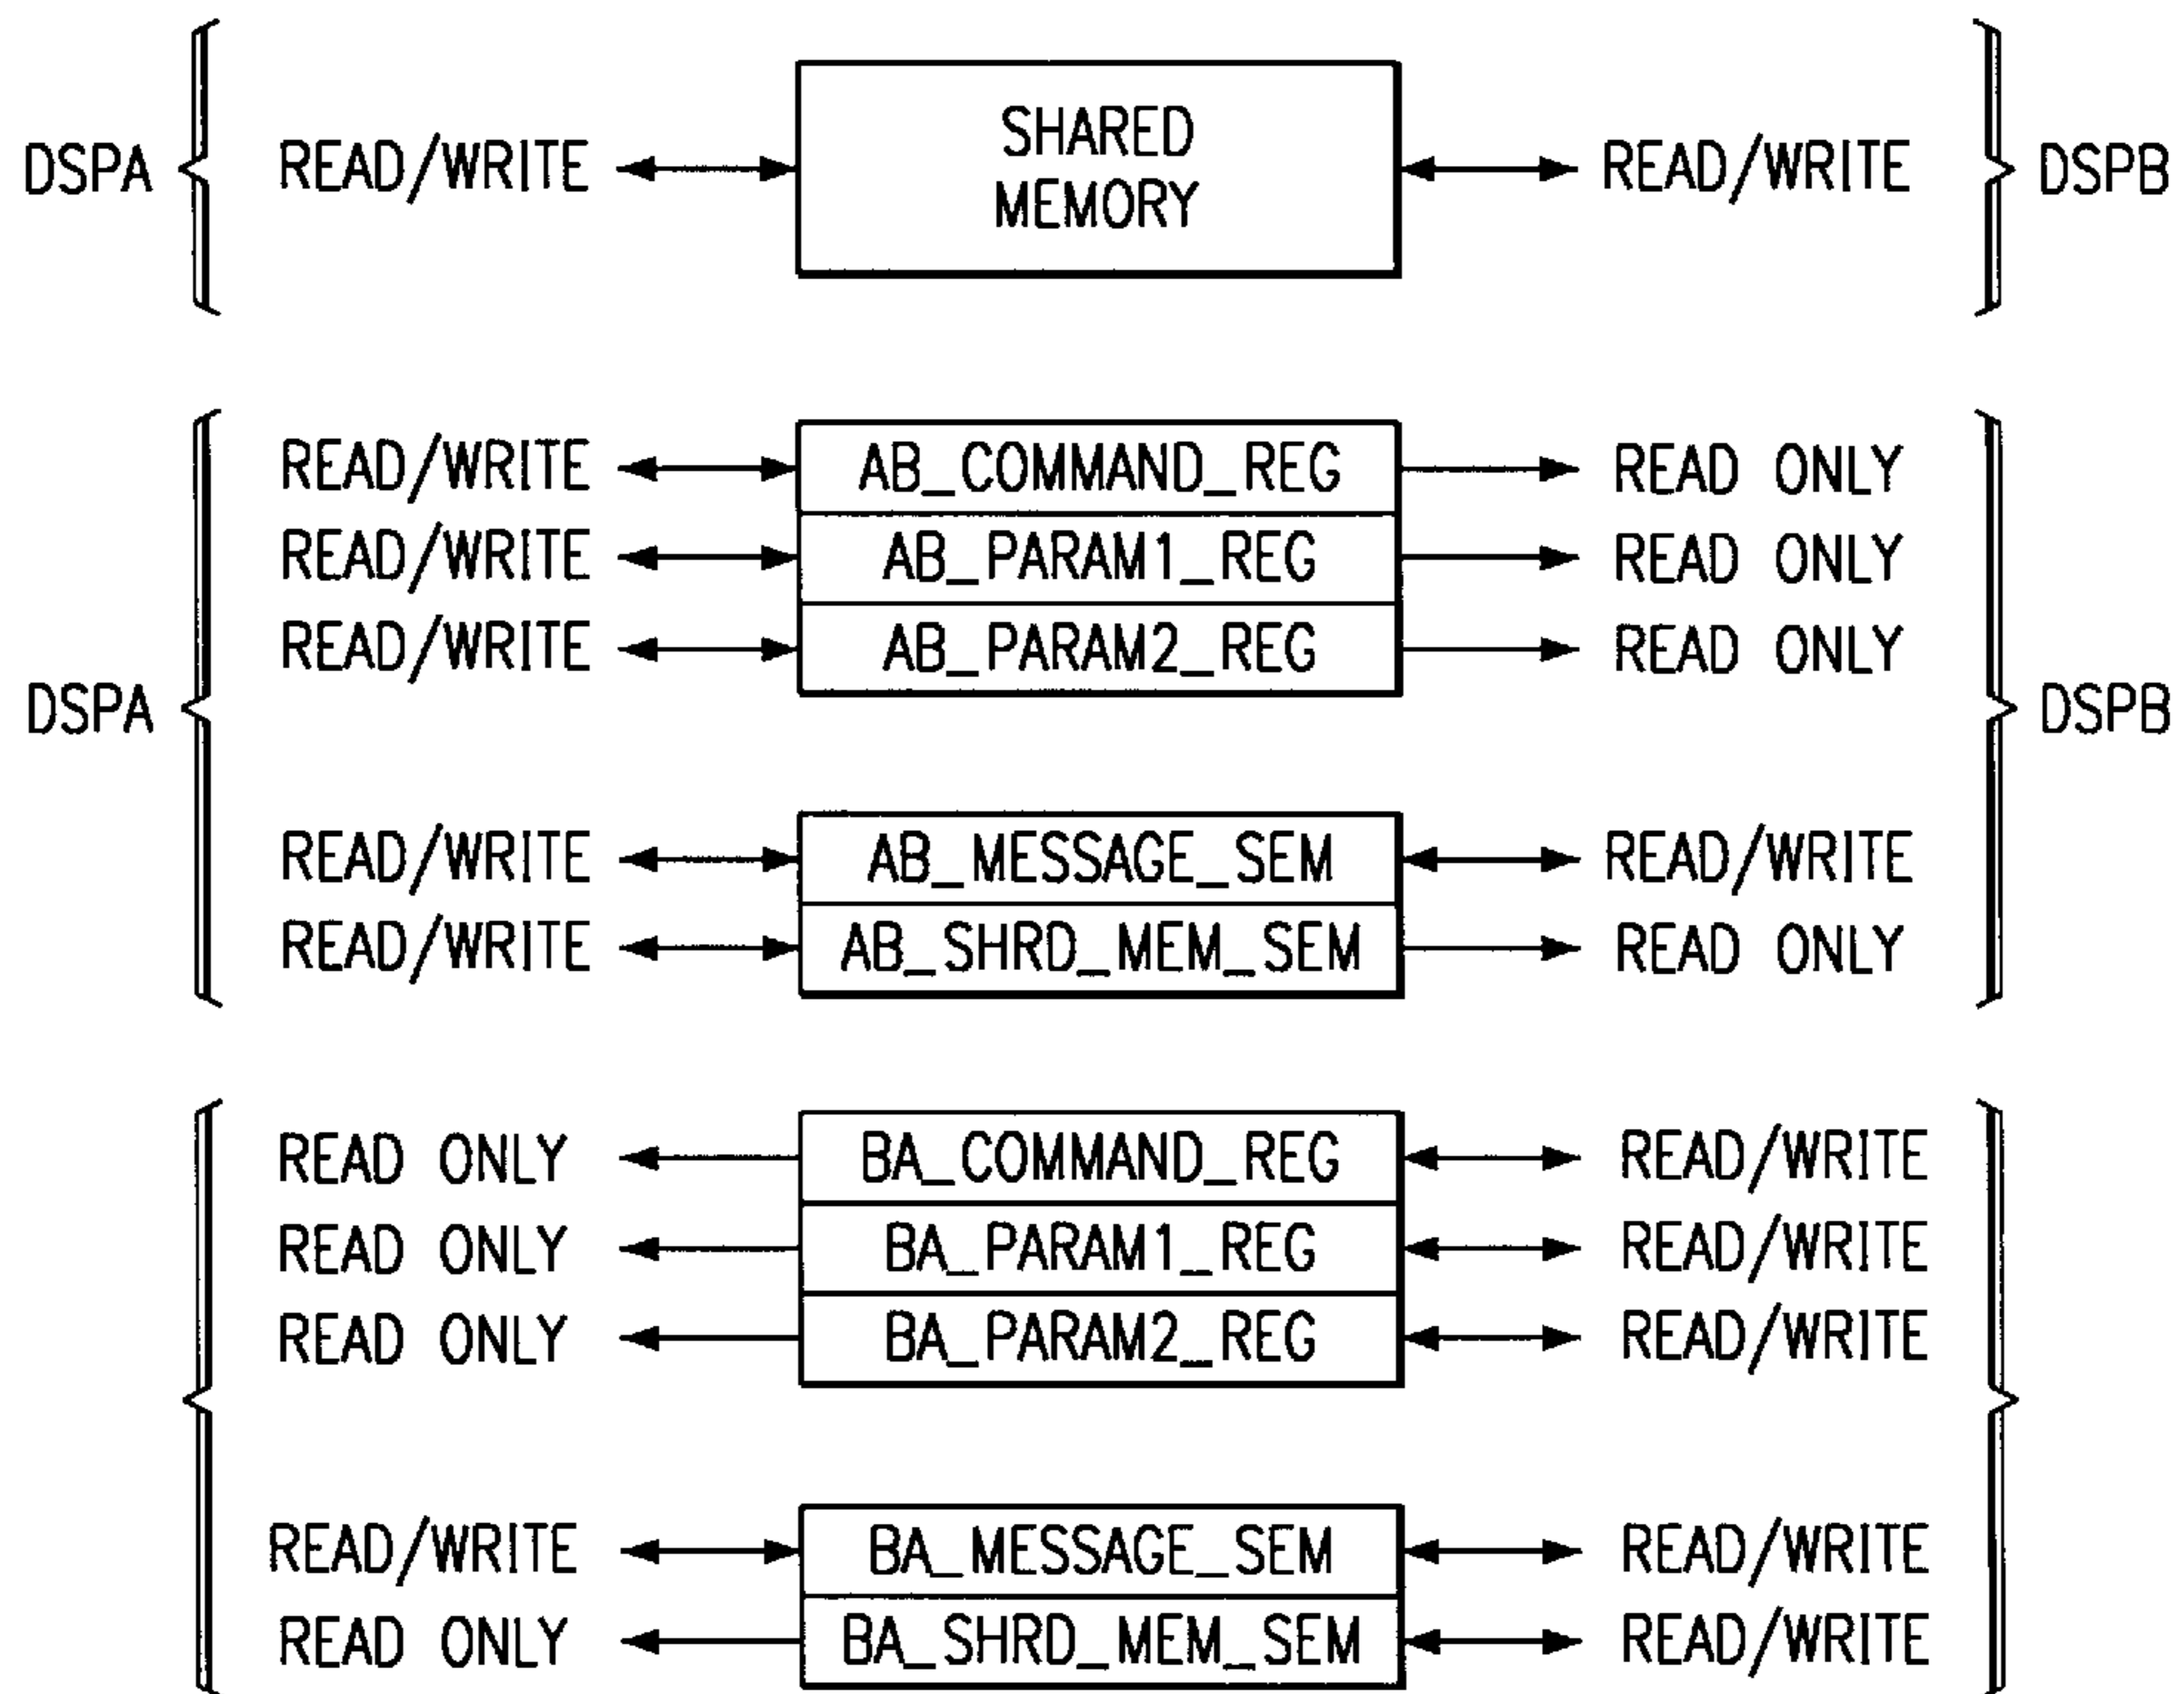 SHARED
MEMORY
DSPA READ/WRITE READ/WRITE DSPB
READ/WRITE AB_COMMAND_REG READ ONLY
READ/WRITE AB_PARAM1_REG READ ONLY
READ/WRITE AB_PARAM2_REG READ ONLY
DSPA DSPB
READ/WRITE AB_MESSAGE_SEM READ/WRITE
READ/WRITE AB_SHRD_MEM_SEM READ ONLY
READ ONLY BA_COMMAND_REG READ/WRITE
READ ONLY BA_PARAM1_REG READ/WRITE
READ ONLY BA_PARAM2_REG READ/WRITE
READ/WRITE BA_MESSAGE_SEM READ/WRITE
READ ONLY BA_SHRD_MEM_SEM READ/WRITE